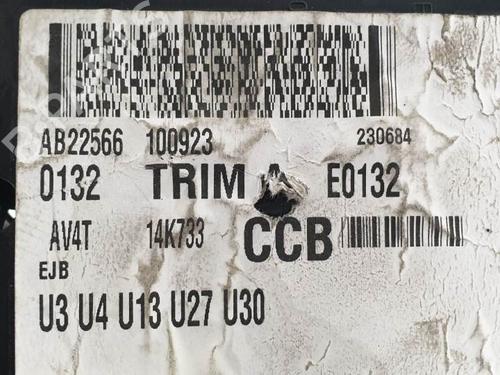 AB22566 100923 230684
0132 TRIM A E0132
AV4T 14K733 CCB
EJB
U3 U4 U13 U27 U30